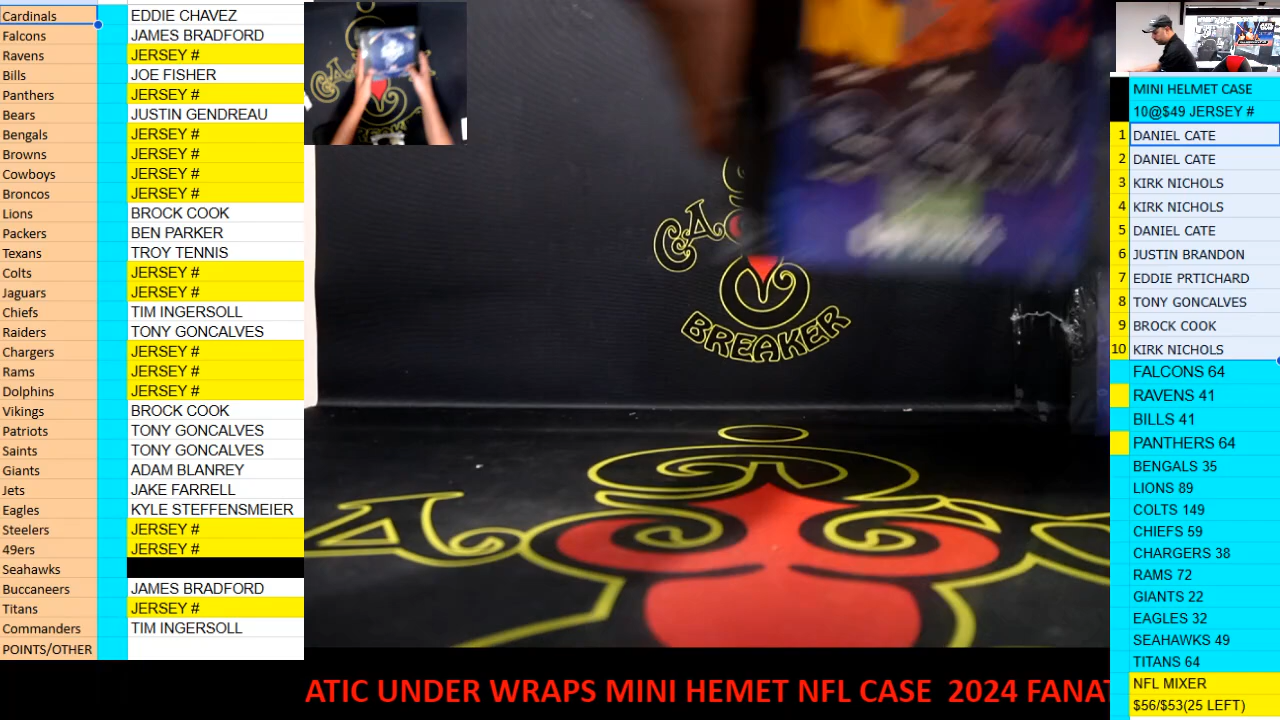 Cardinals EDDIE CHAVEZ
Falcons JAMES BRADFORD
Ravens JERSEY #
Bills JOE FISHER
Panthers JERSEY #
Bears JUSTIN GENDREAU
Bengals JERSEY #
Browns JERSEY #
Cowboys JERSEY #
Broncos JERSEY #
Lions BROCK COOK
Packers BEN PARKER
Texans TROY TENNIS
Colts JERSEY #
Jaguars JERSEY #
Chiefs TIM INGERSOLL
Raiders TONY GONCALVES
Chargers JERSEY #
Rams JERSEY #
Dolphins JERSEY #
Vikings BROCK COOK
Patriots TONY GONCALVES
Saints TONY GONCALVES
Giants ADAM BLANREY
Jets JAKE FARRELL
Eagles KYLE STEFFENSMEIER
Steelers JERSEY #
49ers JERSEY #
Seahawks
Buccaneers JAMES BRADFORD
Titans JERSEY #
Commanders TIM INGERSOLL
POINTS/OTHER
BREAKER
MINI HELMET CASE
10@$49 JERSEY #
1 DANIEL CATE
2 DANIEL CATE
3 KIRK NICHOLS
4 KIRK NICHOLS
5 DANIEL CATE
6 JUSTIN BRANDON
7 EDDIE PRTICHARD
8 TONY GONCALVES
9 BROCK COOK
10 KIRK NICHOLS
FALCONS 64
RAVENS 41
BILLS 41
PANTHERS 64
BENGALS 35
LIONS 89
COLTS 149
CHIEFS 59
CHARGERS 38
RAMS 72
GIANTS 22
EAGLES 32
SEAHAWKS 49
TITANS 64
NFL MIXER
$56/$53(25 LEFT)
ATIC UNDER WRAPS MINI HEMET NFL CASE 2024 FANAT